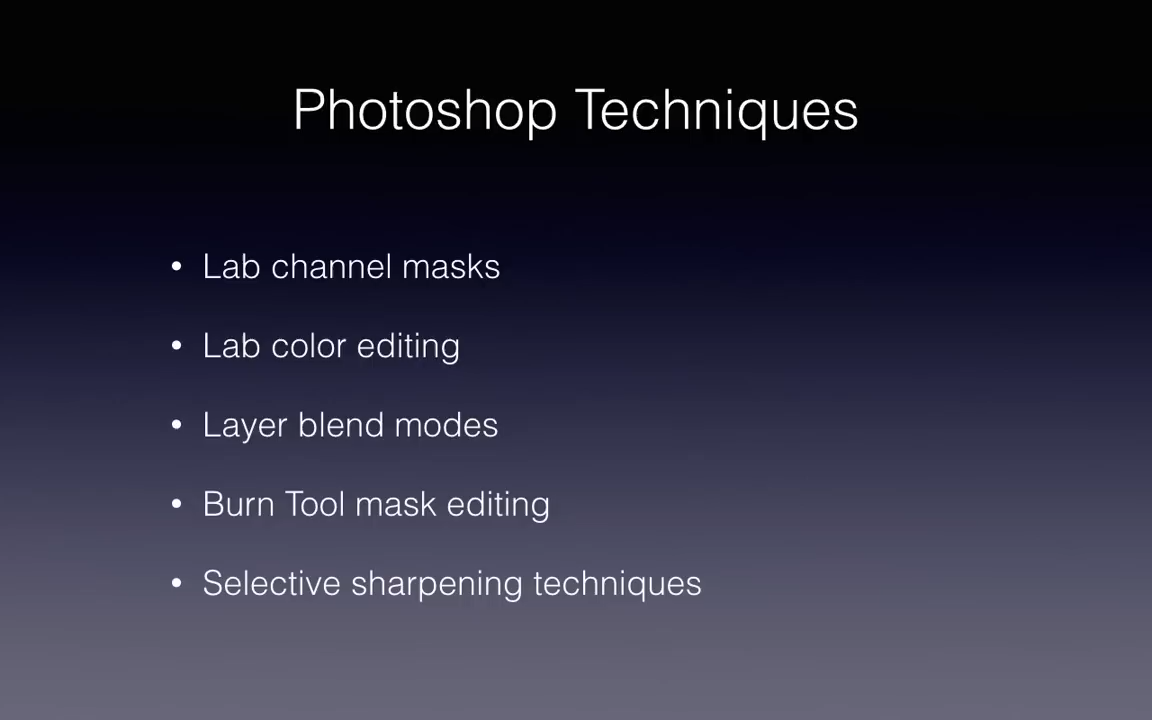 Photoshop Techniques
• Lab channel masks
• Lab color editing
• Layer blend modes
• Burn Tool mask editing
• Selective sharpening techniques